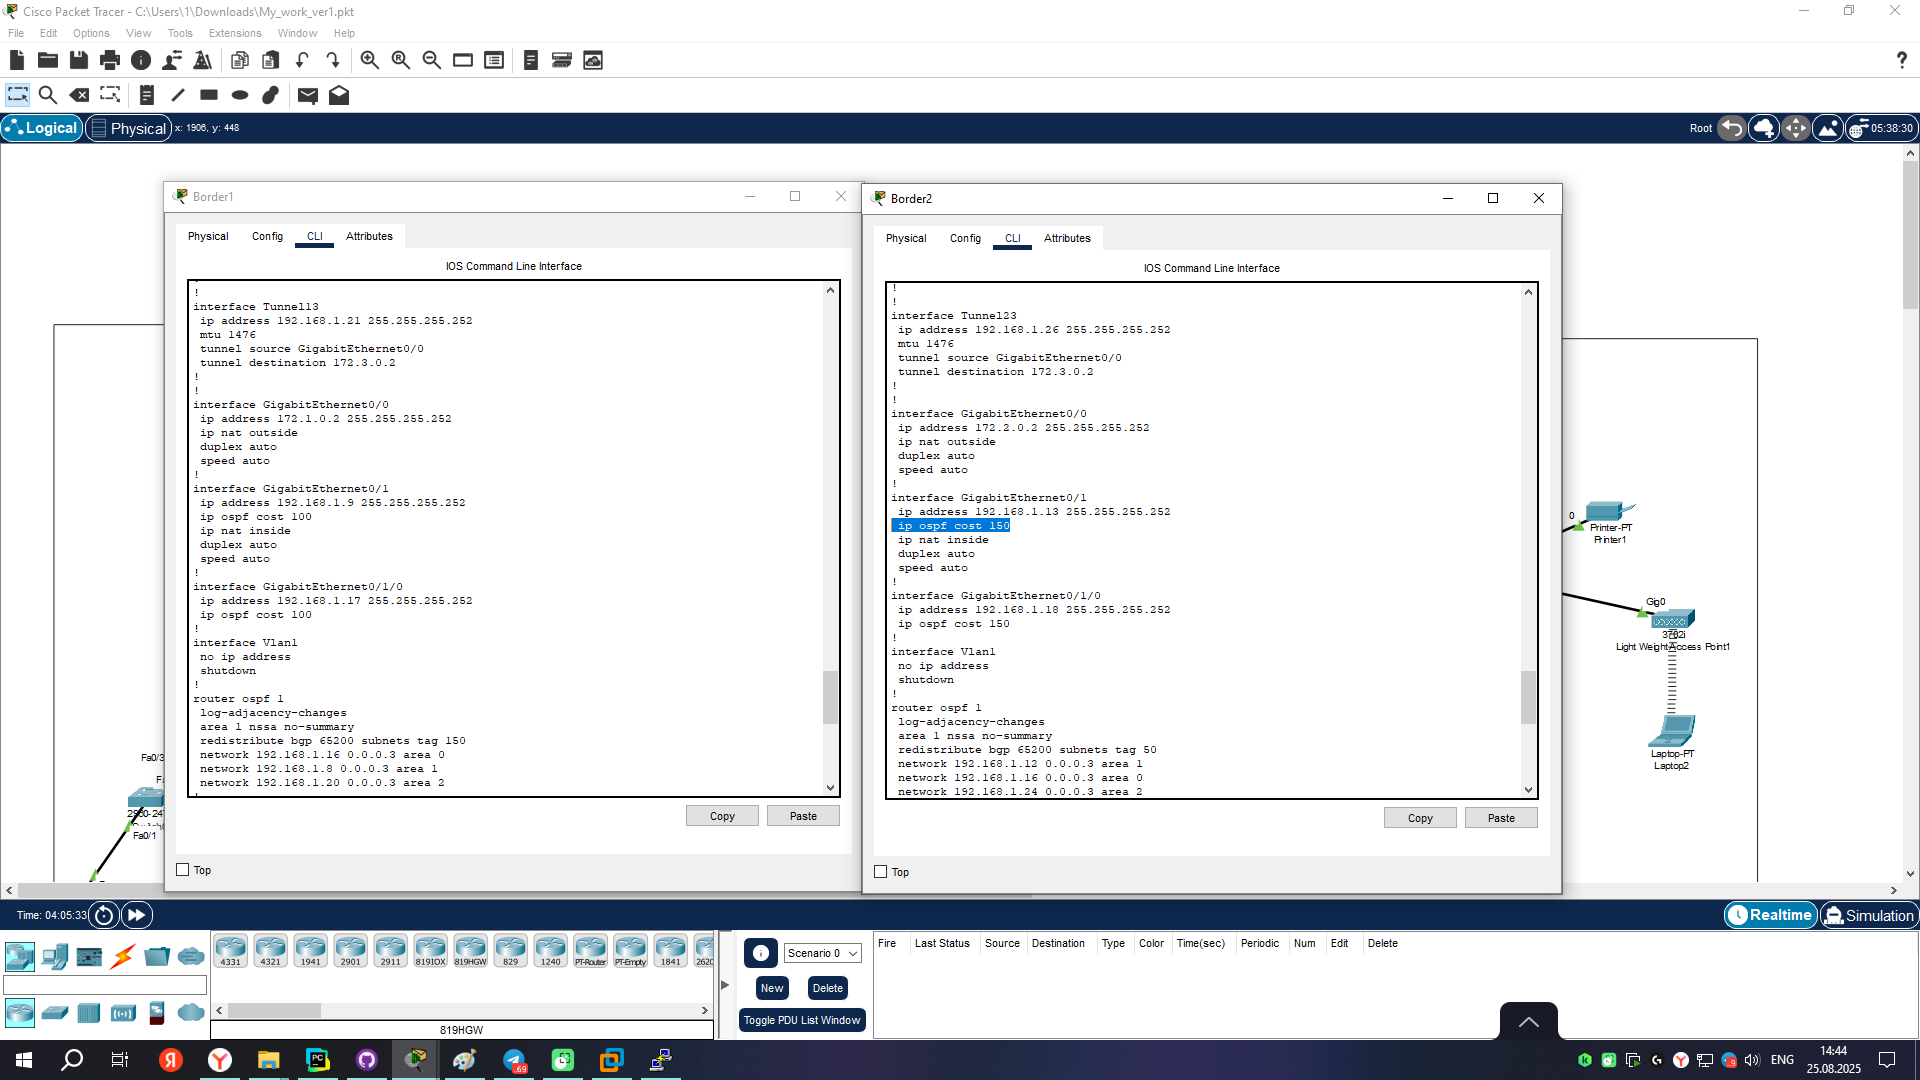 Cisco Packet Tracer - C:\Users\1\Downloads\My_work_ver1.pkt
File Edit Options View Tools Extensions Window Help
Logical Physical x: 1906, y: 448 Root 05:38:30
Border1
Physical Config CLI Attributes
IOS Command Line Interface
!
interface Tunnel13
ip address 192.168.1.21 255.255.255.252
mtu 1476
tunnel source GigabitEthernet0/0
tunnel destination 172.3.0.2
!
!
interface GigabitEthernet0/0
ip address 172.1.0.2 255.255.255.252
ip nat outside
duplex auto
speed auto
!
interface GigabitEthernet0/1
ip address 192.168.1.9 255.255.255.252
ip ospf cost 100
ip nat inside
duplex auto
speed auto
!
interface GigabitEthernet0/1/0
ip address 192.168.1.17 255.255.255.252
ip ospf cost 100
!
interface Vlan1
no ip address
shutdown
!
router ospf 1
log-adjacency-changes
area 1 nssa no-summary
redistribute bgp 65200 subnets tag 150
network 192.168.1.16 0.0.0.3 area 0
network 192.168.1.8 0.0.0.3 area 1
network 192.168.1.20 0.0.0.3 area 2
Copy Paste
Top
Border2
Physical Config CLI Attributes
IOS Command Line Interface
!
!
interface Tunnel23
ip address 192.168.1.26 255.255.255.252
mtu 1476
tunnel source GigabitEthernet0/0
tunnel destination 172.3.0.2
!
!
interface GigabitEthernet0/0
ip address 172.2.0.2 255.255.255.252
ip nat outside
duplex auto
speed auto
!
interface GigabitEthernet0/1
ip address 192.168.1.13 255.255.255.252
ip ospf cost 150
ip nat inside
duplex auto
speed auto
!
interface GigabitEthernet0/1/0
ip address 192.168.1.18 255.255.255.252
ip ospf cost 150
!
interface Vlan1
no ip address
shutdown
!
router ospf 1
log-adjacency-changes
area 1 nssa no-summary
redistribute bgp 65200 subnets tag 50
network 192.168.1.12 0.0.0.3 area 1
network 192.168.1.16 0.0.0.3 area 0
network 192.168.1.24 0.0.0.3 area 2
Copy Paste
Top
0
Printer-PT
Printer1
Gig0
3702i
Light Weight Access Point1
Laptop-PT
Laptop2
Fa0/3
Fa0/1
Time: 04:05:33
Realtime Simulation
4331 4321 1941 2901 2911 819IOX 819HGW 829 1240 PT-Router PT-Empty 1841
819HGW
Scenario 0
New Delete
Toggle PDU List Window
Fire Last Status Source Destination Type Color Time(sec) Periodic Num Edit Delete
ENG
14:44
25.08.2025